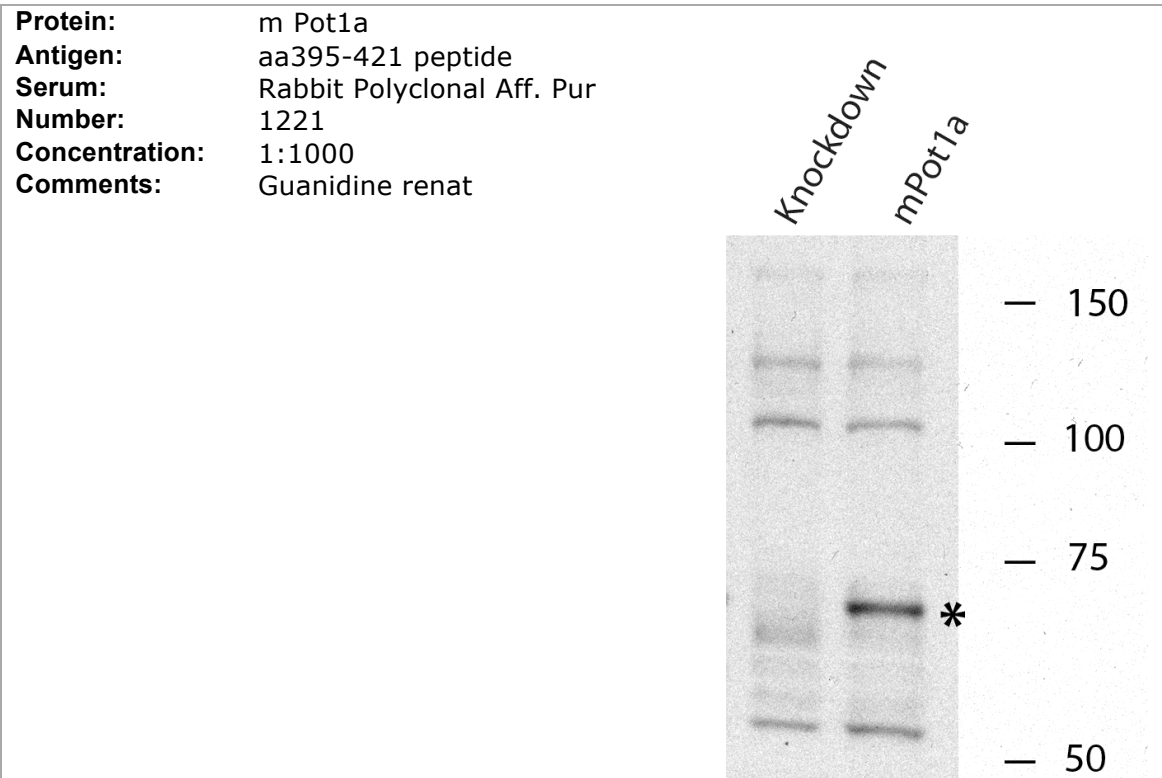 Protein: m Pot1a
Antigen: aa395-421 peptide
Serum: Rabbit Polyclonal Aff. Pur
Number: 1221
Concentration: 1:1000
Comments: Guanidine renat
Knockdown
mPot1a
— 150
— 100
— 75
*
— 50